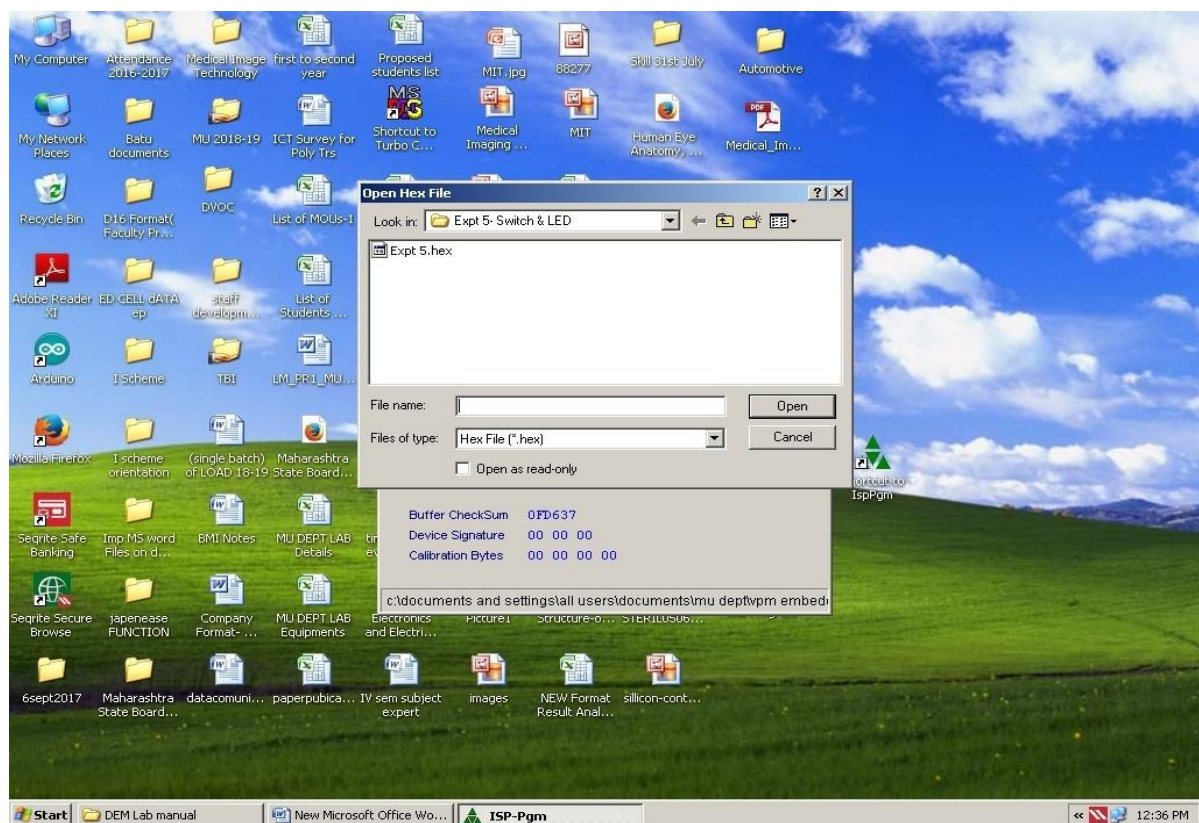 My Computer
Attendance
2016-2017
Medical Image
Technology
first to second
year
Proposed
students list
MIT.jpg
88277
Skill 31st July
Automotive
My Network
Places
Batu
documents
MU 2018-19
ICT Survey for
Poly Trs
Shortcut to
Turbo C...
Medical
Imaging ...
MIT
Human Eye
Anatomy, ...
Medical_Im...
Recycle Bin
D16 Format(
Faculty Pr...
DVOC
List of MOUs-1
Adobe Reader
XI
ED CELL dATA
ep
staff
developm...
List of
Students ...
Arduino
I Scheme
TBI
LM_PR1_MU...
Mozilla Firefox
I scheme
orientation
(single batch)
of LOAD 18-19
Maharashtra
State Board...
Seqrite Safe
Banking
Imp MS word
Files on d...
BMI Notes
MU DEPT LAB
Details
Seqrite Secure
Browse
japenease
FUNCTION
Company
Format- ...
MU DEPT LAB
Equipments
Electronics
and Electri...
Picture1
Structure-o...
6sept2017
Maharashtra
State Board...
datacomuni...
paperpubica...
IV sem subject
expert
images
NEW Format
Result Anal...
sillicon-cont...
IspPgm
Open Hex File
Look in: Expt 5- Switch & LED
Expt 5.hex
File name:
Open
Files of type: Hex File (*.hex)
Cancel
Open as read-only
Buffer CheckSum 0FD637
Device Signature 00 00 00
Calibration Bytes 00 00 00 00
c:\documents and settings\all users\documents\mu dept\vpm embed
Start
DEM Lab manual
New Microsoft Office Wo...
ISP-Pgm
12:36 PM